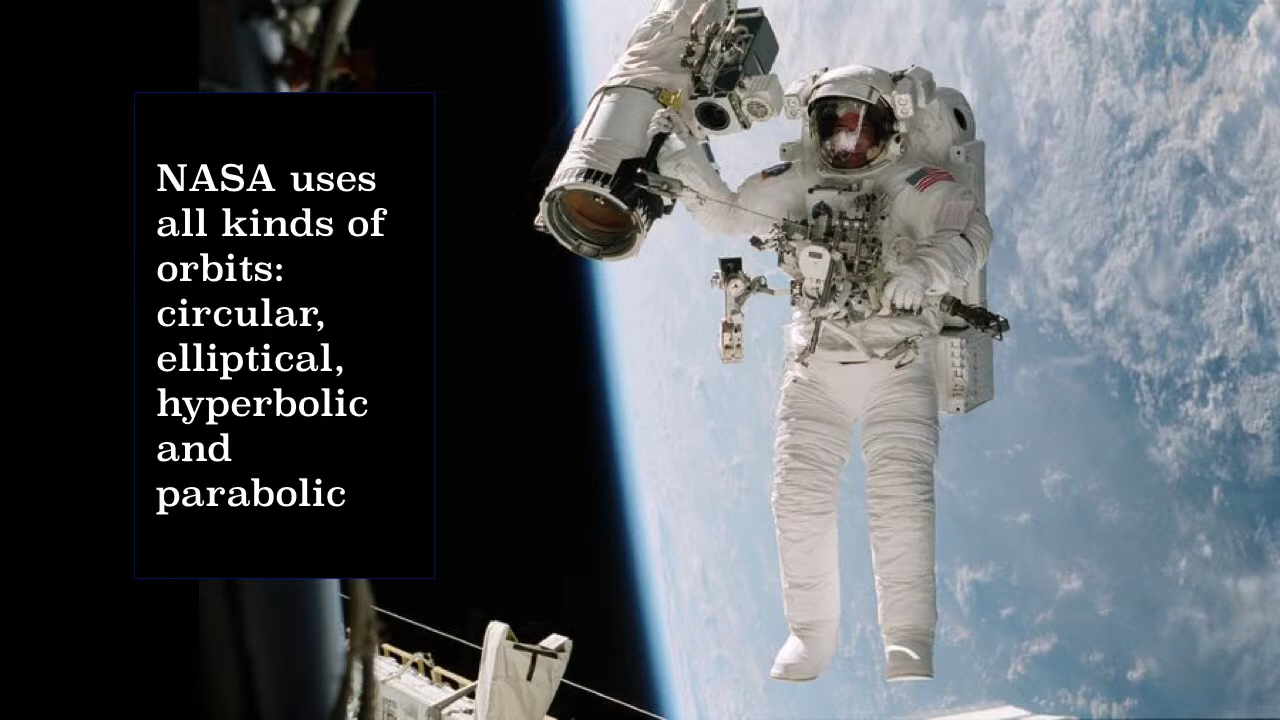 NASA uses
all kinds of
orbits:
circular,
elliptical,
hyperbolic
and
parabolic